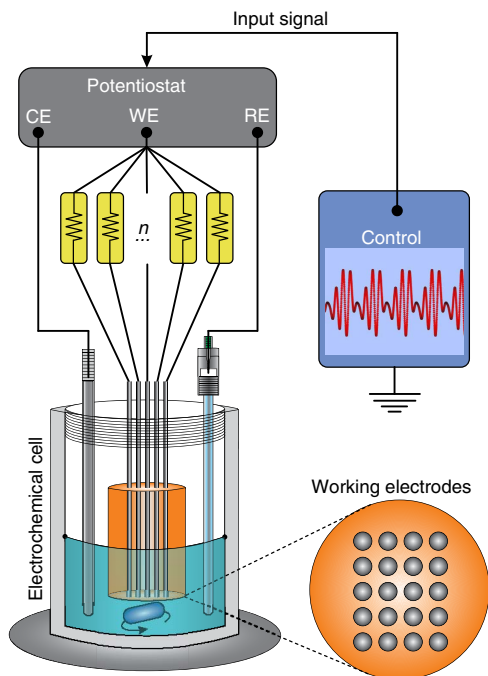 Input signal
Potentiostat
CE
WE
RE
n
...
Control
Electrochemical cell
Working electrodes